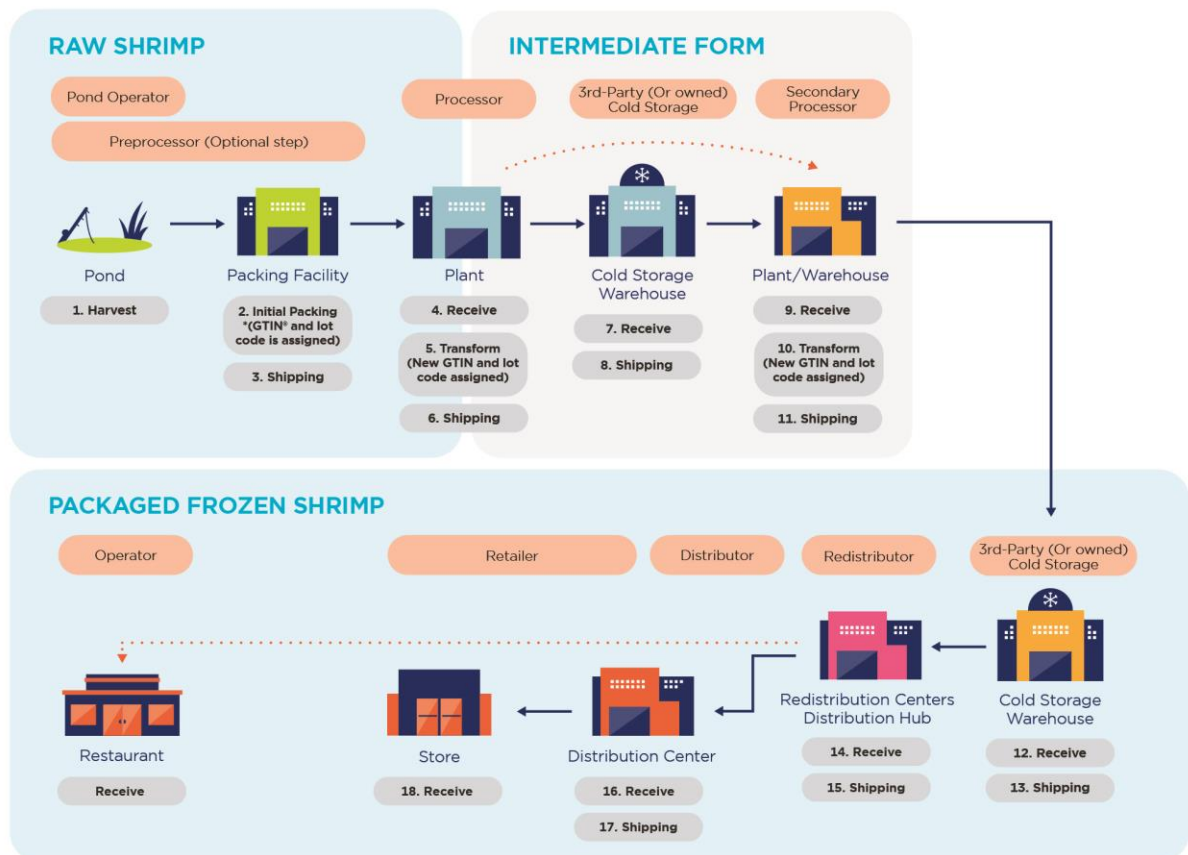 RAW SHRIMP
INTERMEDIATE FORM
Pond Operator
Preprocessor (Optional step)
Processor
3rd-Party (Or owned)
Cold Storage
Secondary
Processor
Pond
1. Harvest
Packing Facility
2. Initial Packing
*(GTIN® and lot
code is assigned)
3. Shipping
Plant
4. Receive
5. Transform
(New GTIN and lot
code assigned)
6. Shipping
Cold Storage
Warehouse
7. Receive
8. Shipping
Plant/Warehouse
9. Receive
10. Transform
(New GTIN and lot
code assigned)
11. Shipping
PACKAGED FROZEN SHRIMP
Operator
Retailer
Distributor
Redistributor
3rd-Party (Or owned)
Cold Storage
Restaurant
Receive
Store
18. Receive
Distribution Center
16. Receive
17. Shipping
Redistribution Centers
Distribution Hub
14. Receive
15. Shipping
Cold Storage
Warehouse
12. Receive
13. Shipping